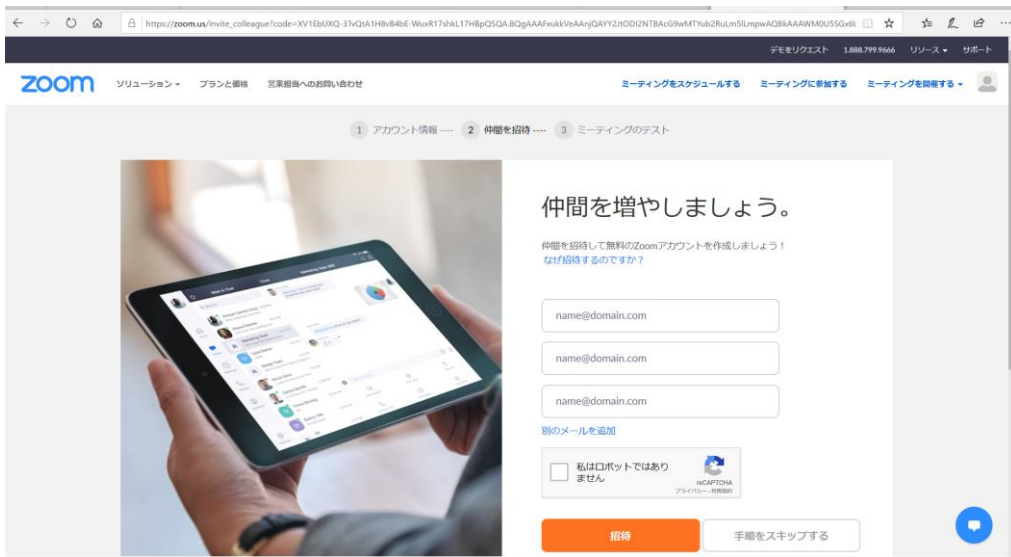 デモをリクエスト 1.888.799.9666 リソース サポート
zoom ソリューション プランと価格 営業担当へのお問い合わせ ミーティングをスケジュールする ミーティングに参加する ミーティングを開催する
1 アカウント情報 ---- 2 仲間を招待 ---- 3 ミーティングのテスト
仲間を増やしましょう。
仲間を招待して無料のZoomアカウントを作成しましょう！
なぜ招待するのですか？
name@domain.com
name@domain.com
name@domain.com
別のメールを追加
私はロボットではあり
ません
reCAPTCHA
プライバシー - 利用規約
招待 手順をスキップする